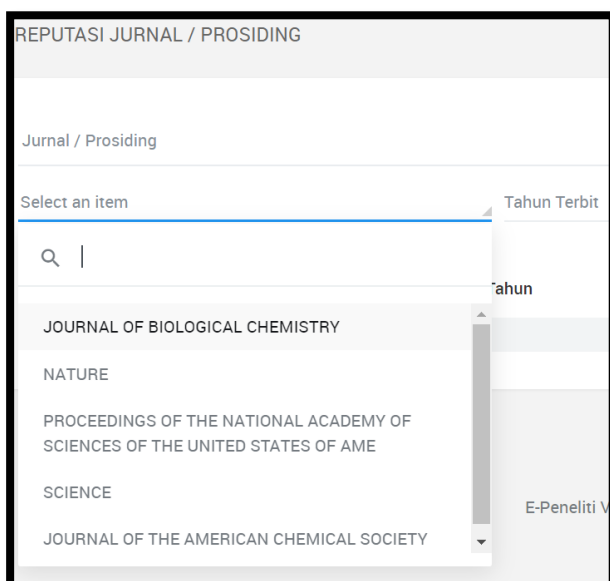 REPUTASI JURNAL / PROSIDING
Jurnal / Prosiding
Select an item
Tahun Terbit
Tahun
JOURNAL OF BIOLOGICAL CHEMISTRY
NATURE
PROCEEDINGS OF THE NATIONAL ACADEMY OF
SCIENCES OF THE UNITED STATES OF AME
SCIENCE
E-Peneliti V
JOURNAL OF THE AMERICAN CHEMICAL SOCIETY